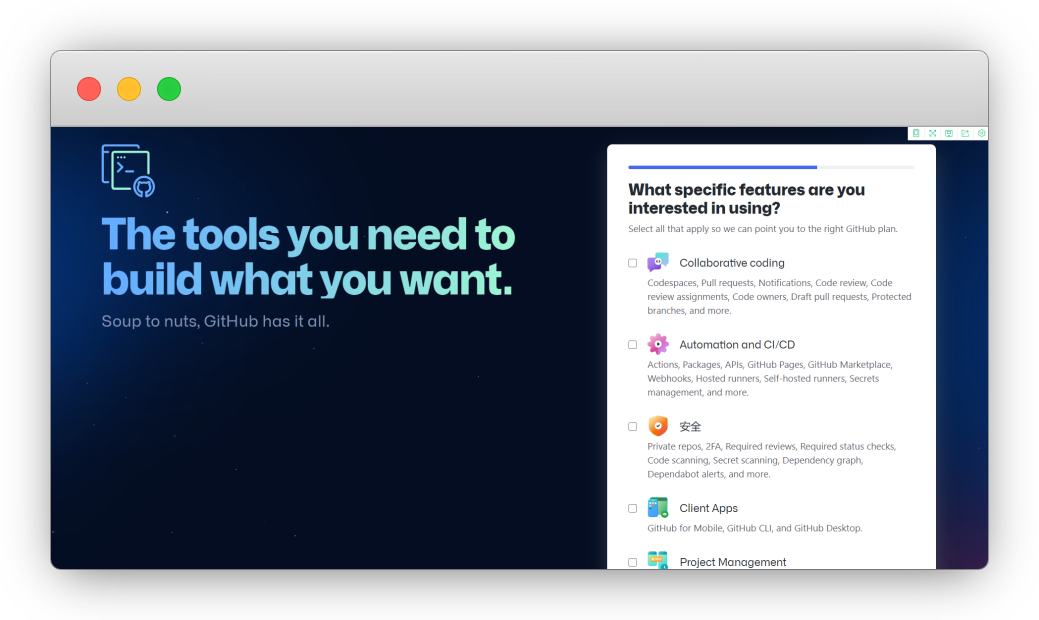 The tools you need to
build what you want.
Soup to nuts, GitHub has it all.
What specific features are you
interested in using?
Select all that apply so we can point you to the right GitHub plan.
Collaborative coding
Codespaces, Pull requests, Notifications, Code review, Code
review assignments, Code owners, Draft pull requests, Protected
branches, and more.
Automation and CI/CD
Actions, Packages, APIs, GitHub Pages, GitHub Marketplace,
Webhooks, Hosted runners, Self-hosted runners, Secrets
management, and more.
安全
Private repos, 2FA, Required reviews, Required status checks,
Code scanning, Secret scanning, Dependency graph,
Dependabot alerts, and more.
Client Apps
GitHub for Mobile, GitHub CLI, and GitHub Desktop.
Project Management